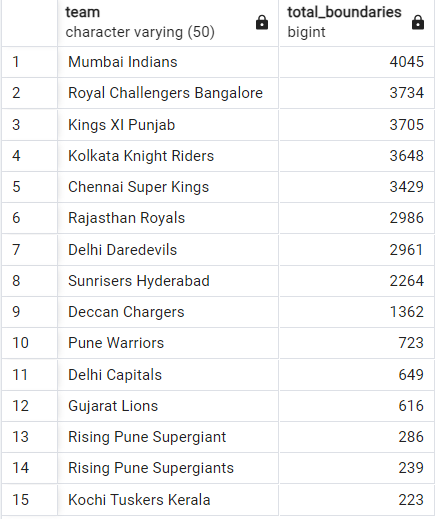 team total_boundaries
character varying (50) bigint
1 Mumbai Indians 4045
2 Royal Challengers Bangalore 3734
3 Kings XI Punjab 3705
4 Kolkata Knight Riders 3648
5 Chennai Super Kings 3429
6 Rajasthan Royals 2986
7 Delhi Daredevils 2961
8 Sunrisers Hyderabad 2264
9 Deccan Chargers 1362
10 Pune Warriors 723
11 Delhi Capitals 649
12 Gujarat Lions 616
13 Rising Pune Supergiant 286
14 Rising Pune Supergiants 239
15 Kochi Tuskers Kerala 223